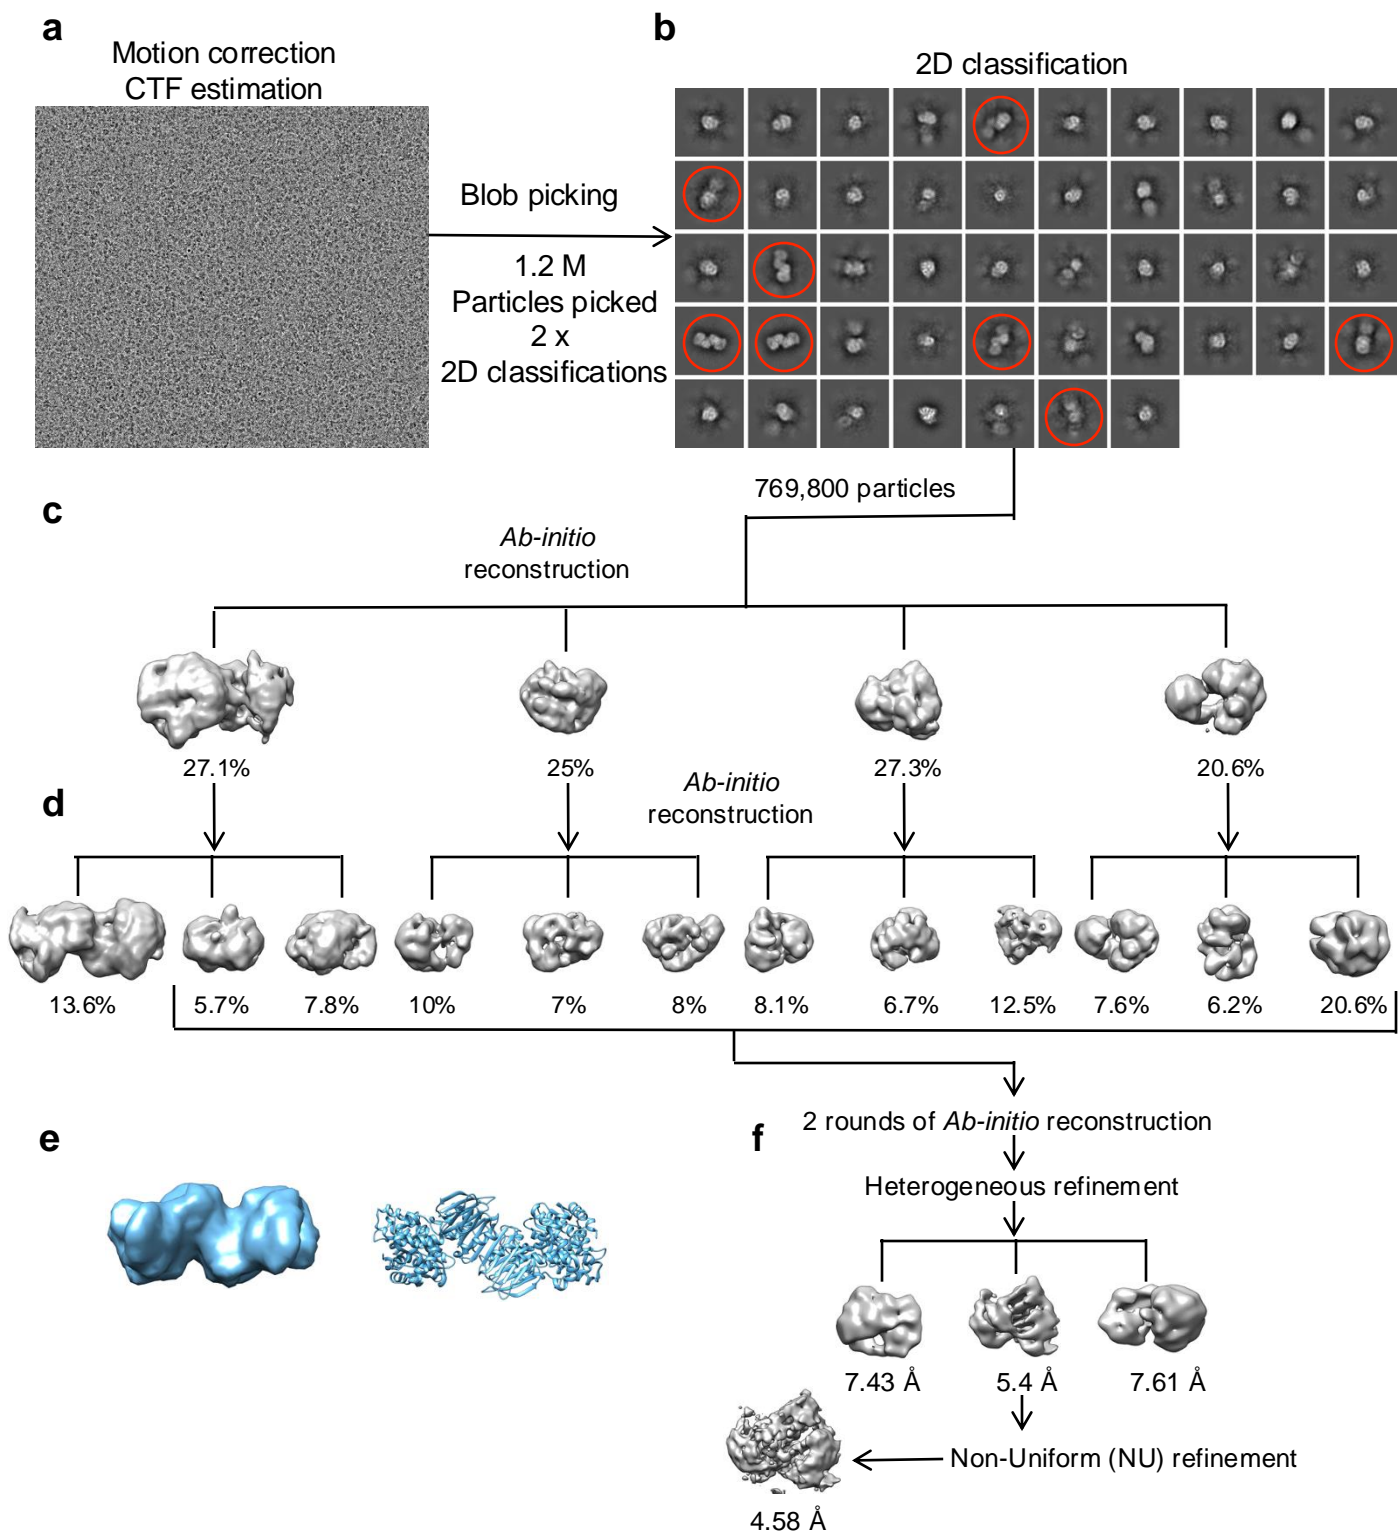 a
Motion correction
CTF estimation
b
2D classification
Blob picking
1.2 M
Particles picked
2 x
2D classifications
769,800 particles
c
Ab-initio
reconstruction
27.1%
25%
27.3%
20.6%
d
Ab-initio
reconstruction
13.6%
5.7%
7.8%
10%
7%
8%
8.1%
6.7%
12.5%
7.6%
6.2%
20.6%
2 rounds of Ab-initio reconstruction
e
f
Heterogeneous refinement
7.43 Å
5.4 Å
7.61 Å
Non-Uniform (NU) refinement
4.58 Å